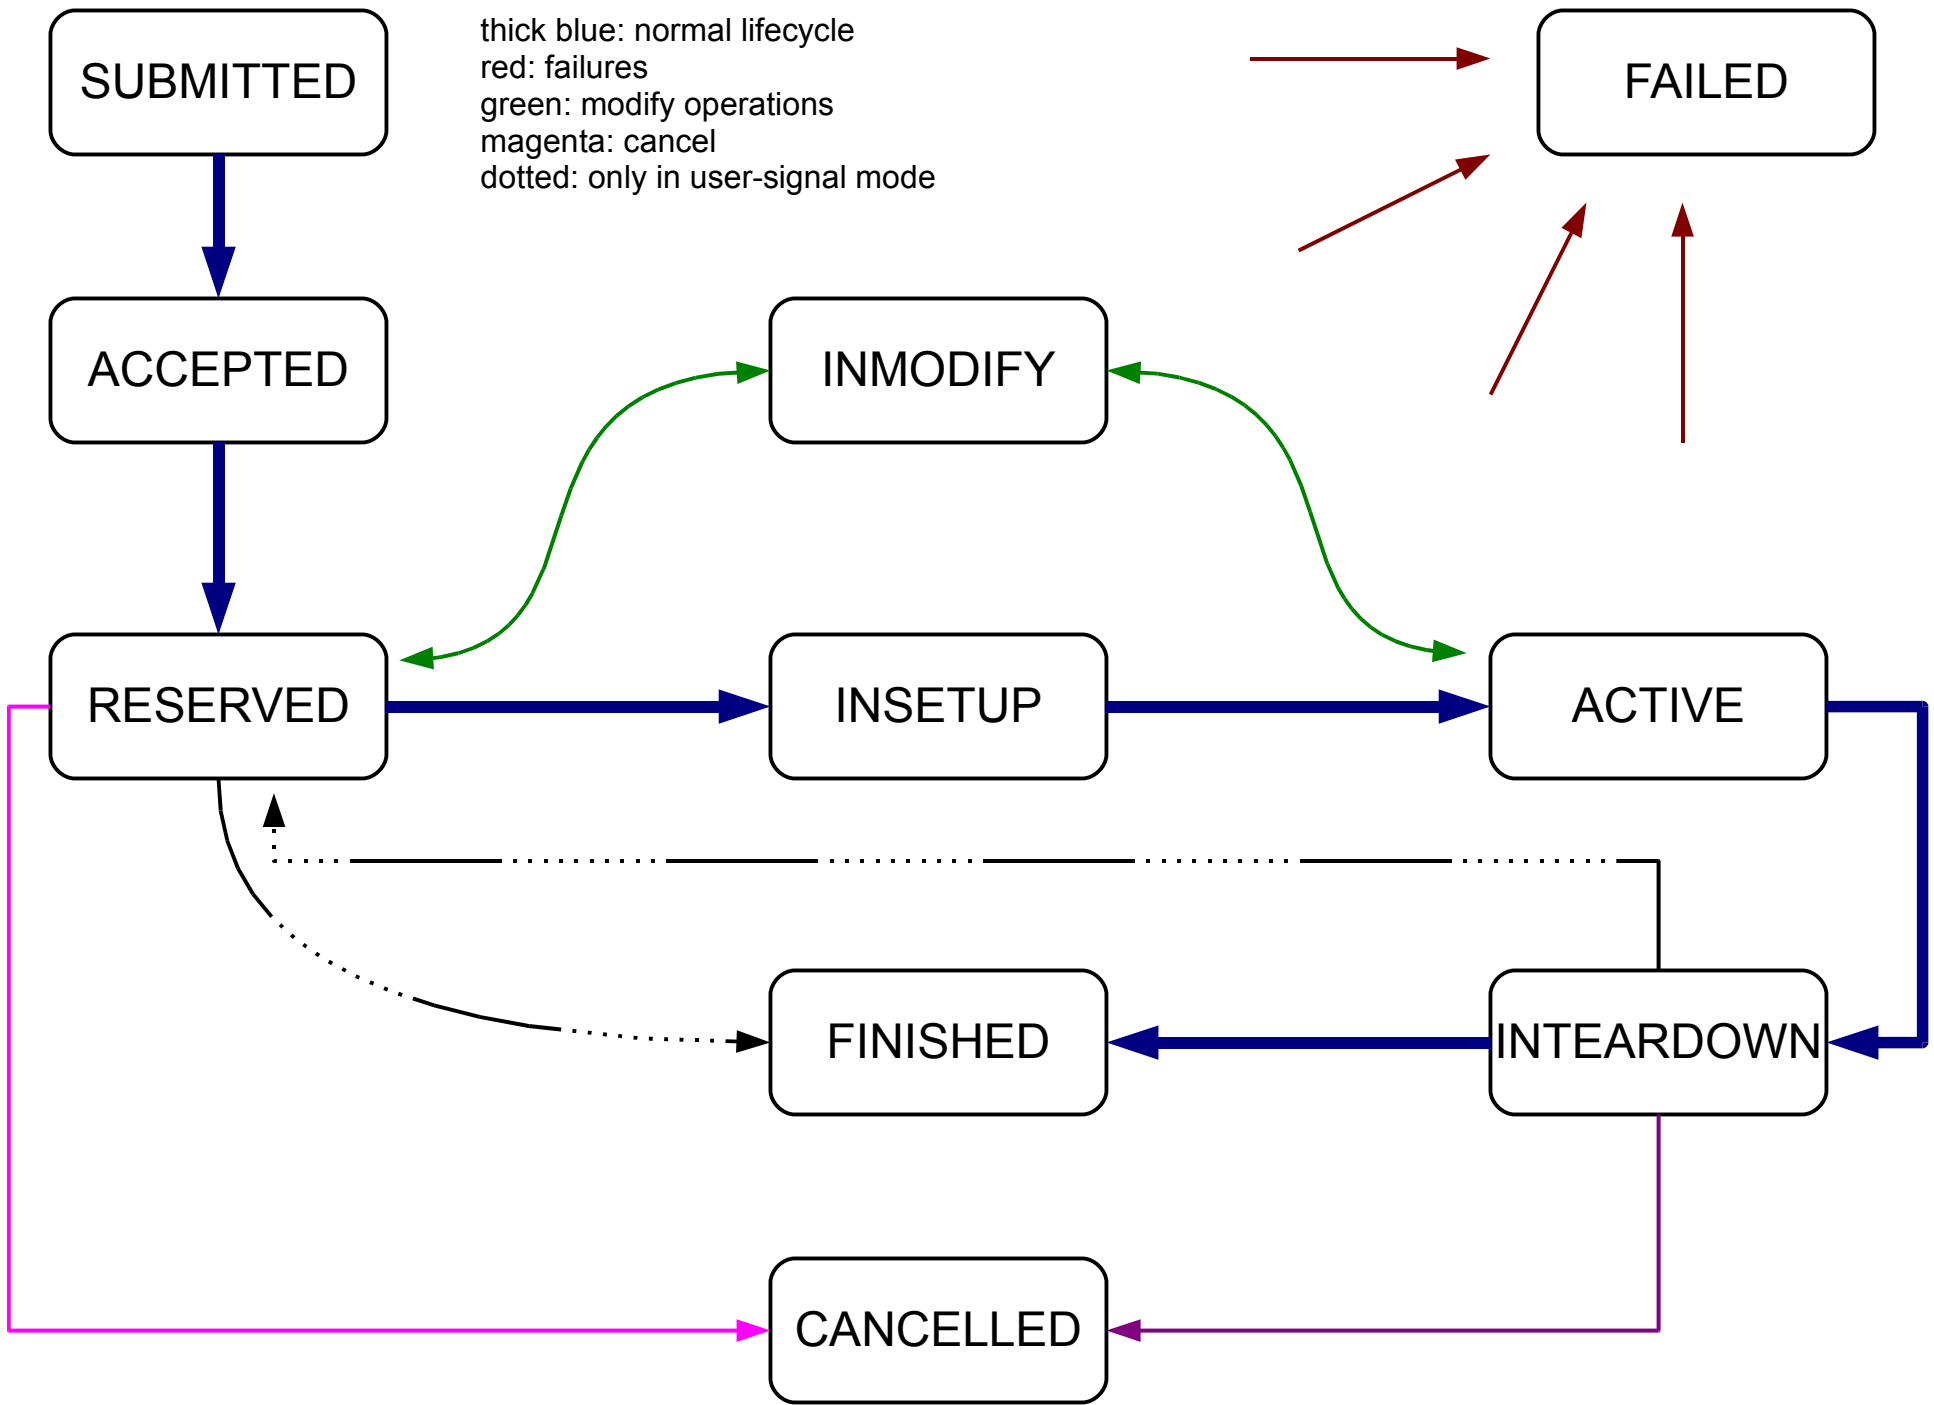 SUBMITTED
thick blue: normal lifecycle
red: failures
green: modify operations
magenta: cancel
dotted: only in user-signal mode
FAILED
ACCEPTED
INMODIFY
RESERVED
INSETUP
ACTIVE
FINISHED
INTEARDOWN
CANCELLED